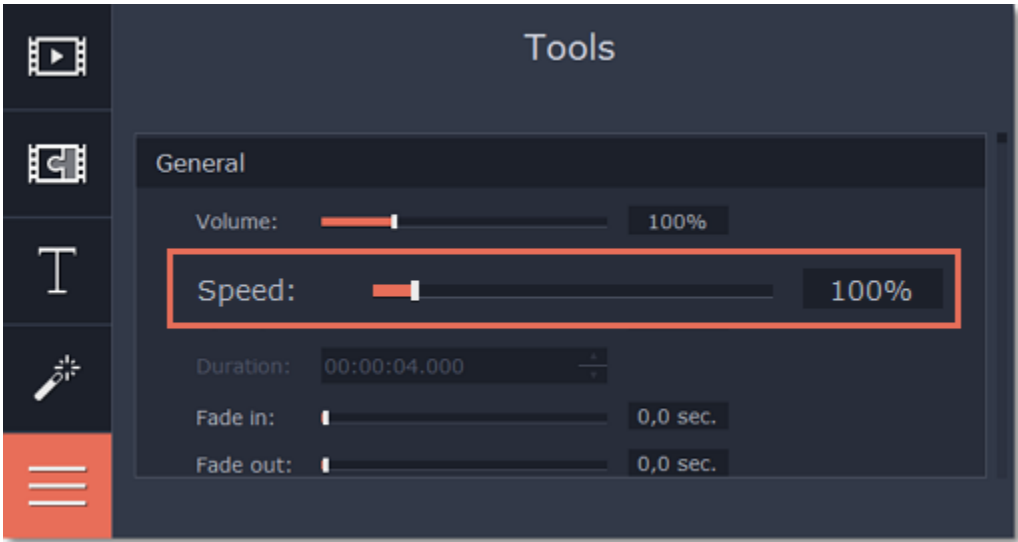 Tools
General
Volume: 100%
Speed: 100%
Duration: 00:00:04.000
Fade in: 0,0 sec.
Fade out: 0,0 sec.